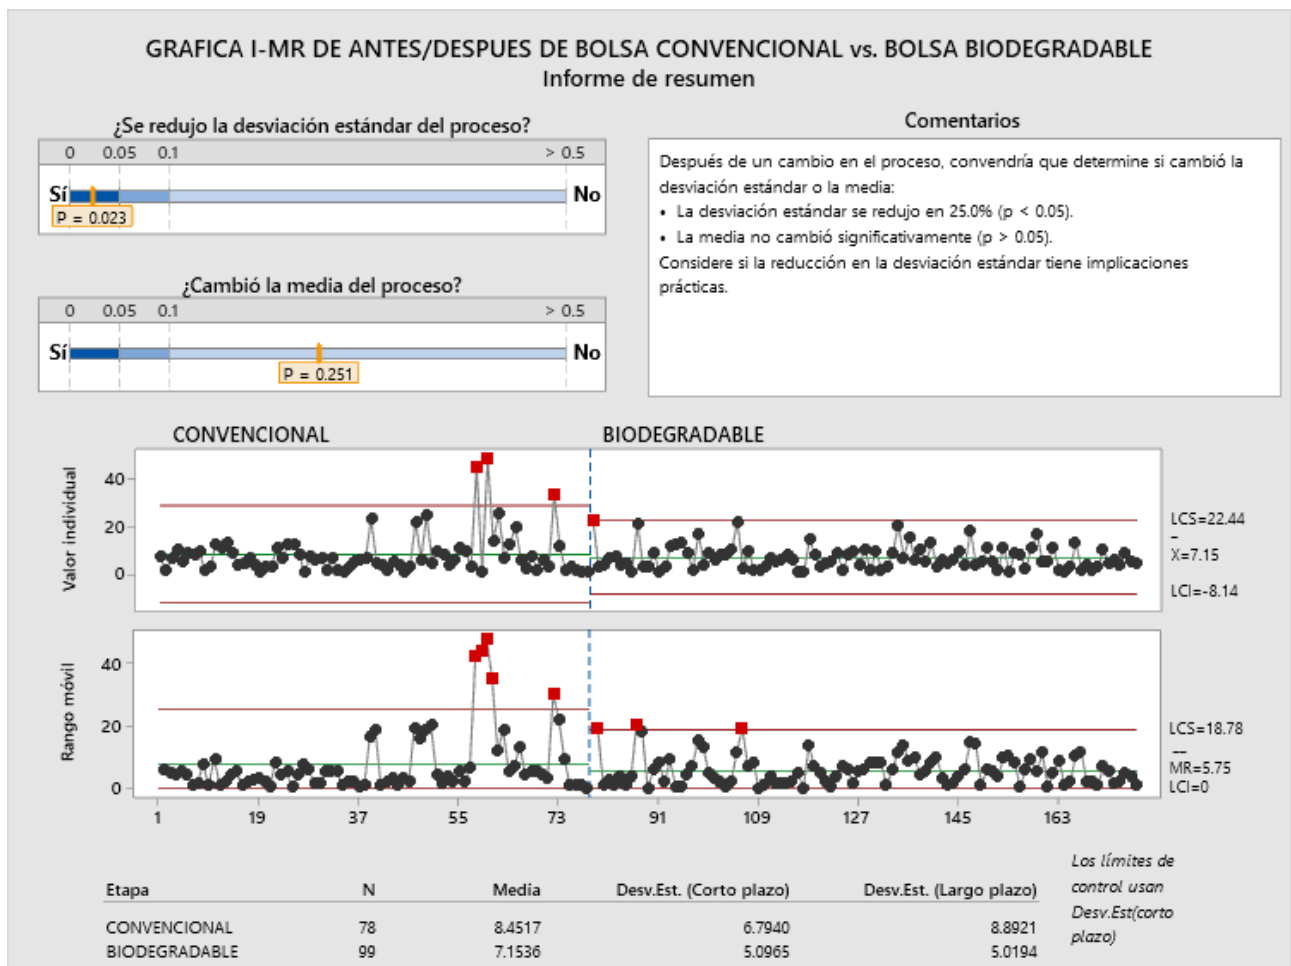 GRAFICA I-MR DE ANTES/DESPUES DE BOLSA CONVENCIONAL vs. BOLSA BIODEGRADABLE
Informe de resumen
¿Se redujo la desviación estándar del proceso?
0 0.05 0.1 > 0.5
Sí No
P = 0.023
¿Cambió la media del proceso?
0 0.05 0.1 > 0.5
Sí No
P = 0.251
Comentarios
Después de un cambio en el proceso, convendría que determine si cambió la
desviación estándar o la media:
• La desviación estándar se redujo en 25.0% (p < 0.05).
• La media no cambió significativamente (p > 0.05).
Considere si la reducción en la desviación estándar tiene implicaciones
prácticas.
CONVENCIONAL BIODEGRADABLE
Valor individual
40
20
0
LCS=22.44
_
X=7.15
LCI=-8.14
Rango móvil
40
20
0
LCS=18.78
__
MR=5.75
LCI=0
1 19 37 55 73 91 109 127 145 163
Etapa N Media Desv.Est. (Corto plazo) Desv.Est. (Largo plazo)
CONVENCIONAL 78 8.4517 6.7940 8.8921
BIODEGRADABLE 99 7.1536 5.0965 5.0194
Los límites de
control usan
Desv.Est(corto
plazo)